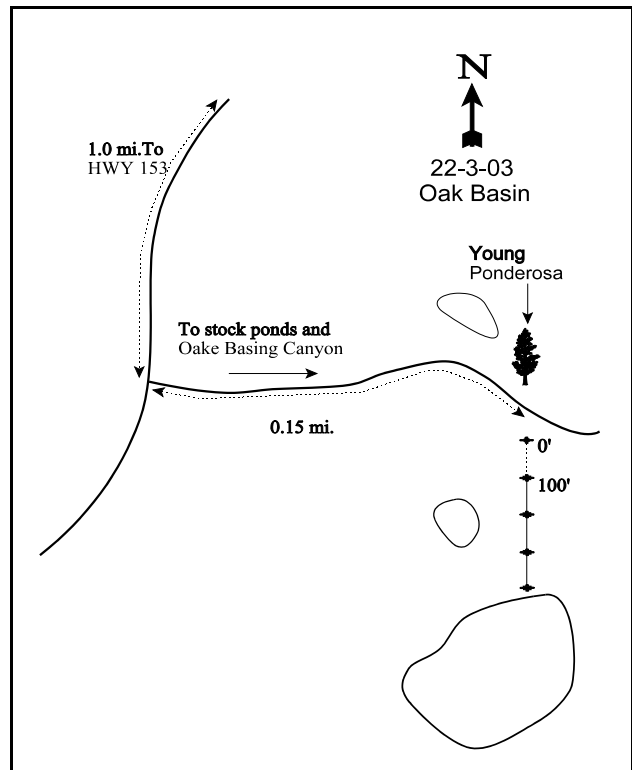 N
22-3-03
Oak Basin
1.0 mi.To
HWY 153
Young
Ponderosa
To stock ponds and
Oake Basing Canyon
0.15 mi.
0'
100'